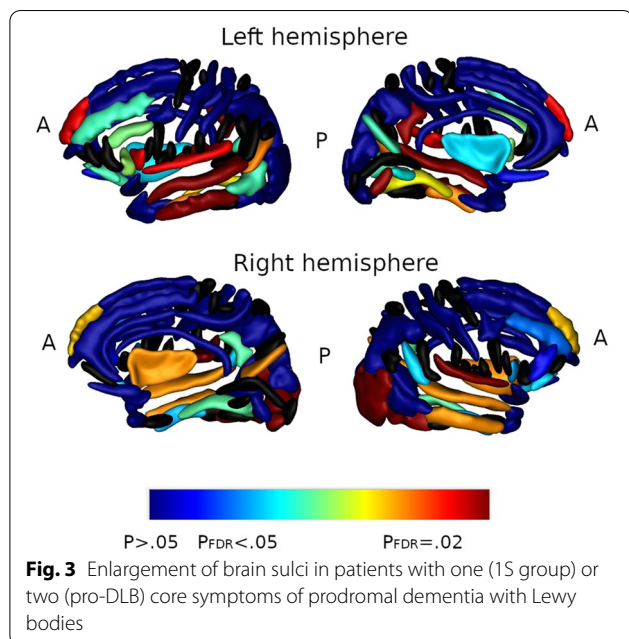 Left hemisphere
A P A
Right hemisphere
A P A
P>.05 PFDR<.05 PFDR=.02
Fig. 3 Enlargement of brain sulci in patients with one (1S group) or
two (pro-DLB) core symptoms of prodromal dementia with Lewy
bodies